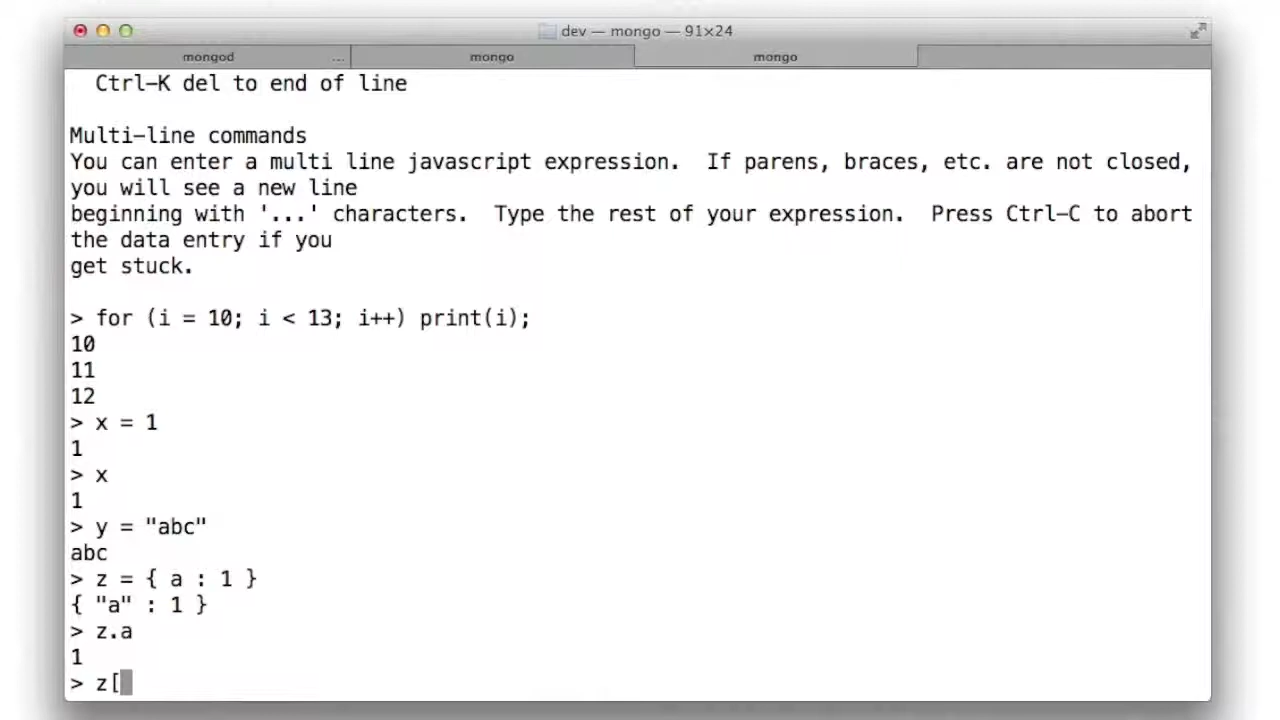 dev — mongo — 91×24
mongod ... mongo mongo
Ctrl-K del to end of line
Multi-line commands
You can enter a multi line javascript expression.  If parens, braces, etc. are not closed,
you will see a new line
beginning with '...' characters.  Type the rest of your expression.  Press Ctrl-C to abort
the data entry if you
get stuck.
> for (i = 10; i < 13; i++) print(i);
10
11
12
> x = 1
1
> x
1
> y = "abc"
abc
> z = { a : 1 }
{ "a" : 1 }
> z.a
1
> z[